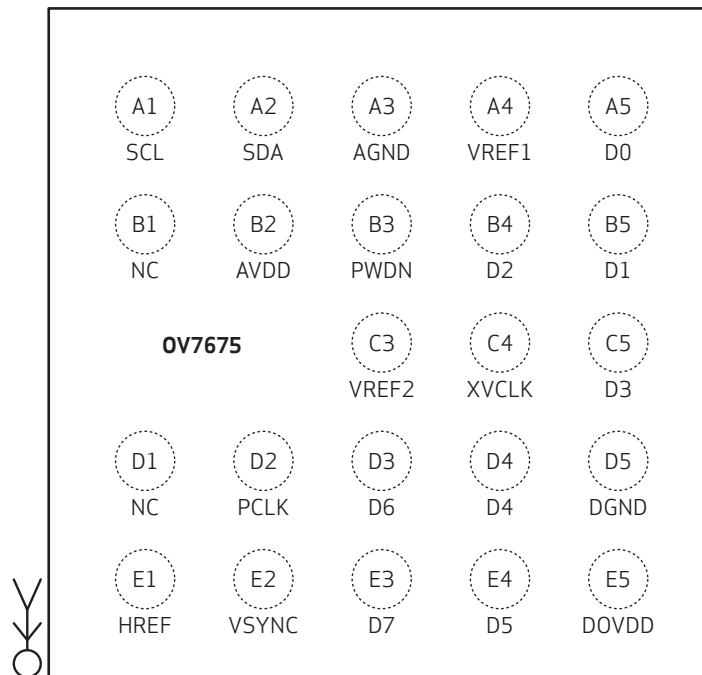 A1 A2 A3 A4 A5
SCL SDA AGND VREF1 D0
B1 B2 B3 B4 B5
NC AVDD PWDN D2 D1
OV7675 C3 C4 C5
VREF2 XVCLK D3
D1 D2 D3 D4 D5
NC PCLK D6 D4 DGND
E1 E2 E3 E4 E5
HREF VSYNC D7 D5 DOVDD